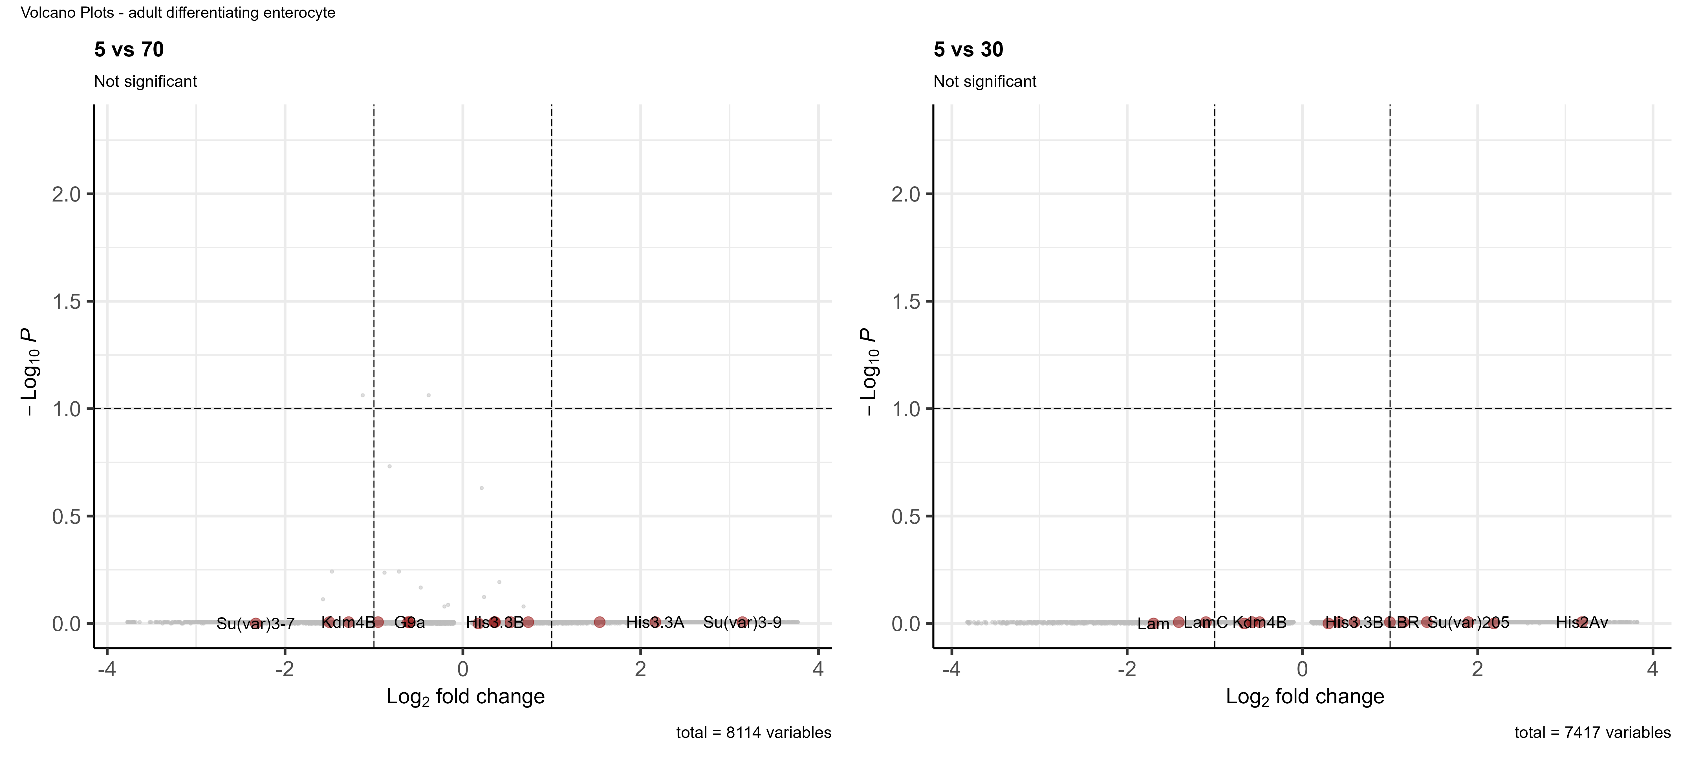 Volcano Plots - adult differentiating enterocyte
5 vs 70
Not significant
2.0
1.5
1.0
0.5
0.0
– Log10 P
Su(var)3-7 Kdm4B G9a His3.3B His3.3A Su(var)3-9
-4 -2 0 2 4
Log2 fold change
total = 8114 variables
5 vs 30
Not significant
2.0
1.5
1.0
0.5
0.0
– Log10 P
Lam LamC Kdm4B His3.3B LBR Su(var)205 His2Av
-4 -2 0 2 4
Log2 fold change
total = 7417 variables